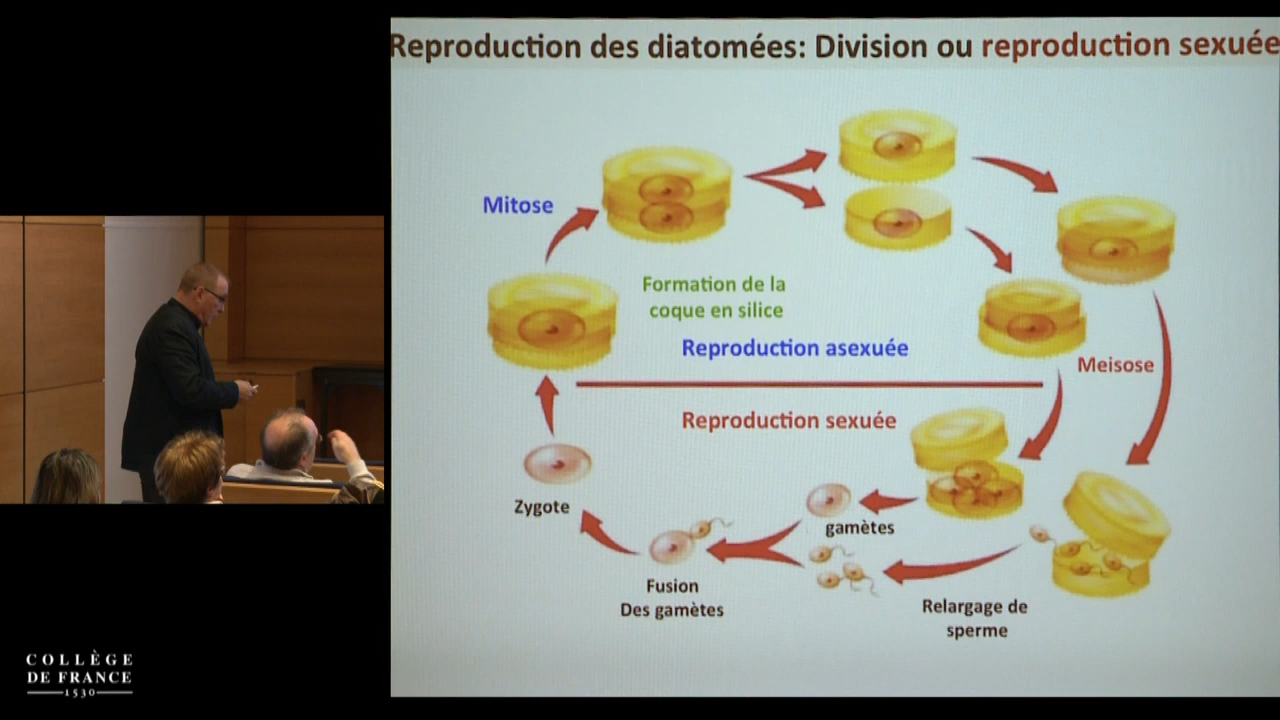 Reproduction des diatomées: Division ou reproduction sexuée
Mitose
Formation de la
coque en silice
Reproduction asexuée
Meisose
Reproduction sexuée
Zygote
gamètes
Fusion
Des gamètes
Relargage de
sperme
COLLÈGE
DE FRANCE
1530